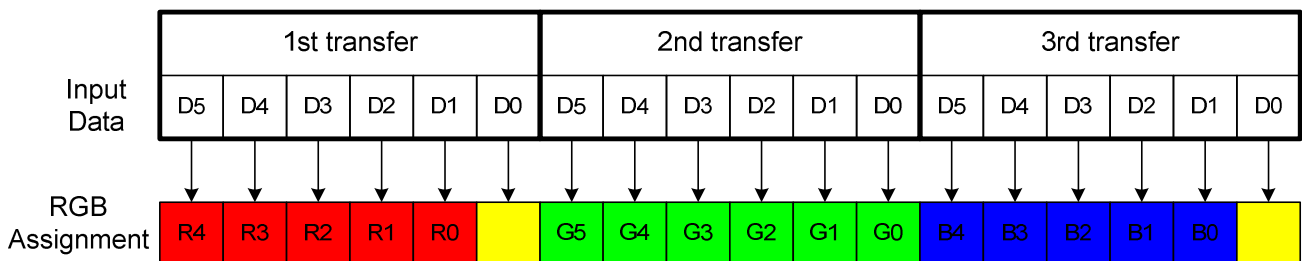 1st transfer 2nd transfer 3rd transfer
Input Data
D5 D4 D3 D2 D1 D0 D5 D4 D3 D2 D1 D0 D5 D4 D3 D2 D1 D0
RGB Assignment
R4 R3 R2 R1 R0 G5 G4 G3 G2 G1 G0 B4 B3 B2 B1 B0